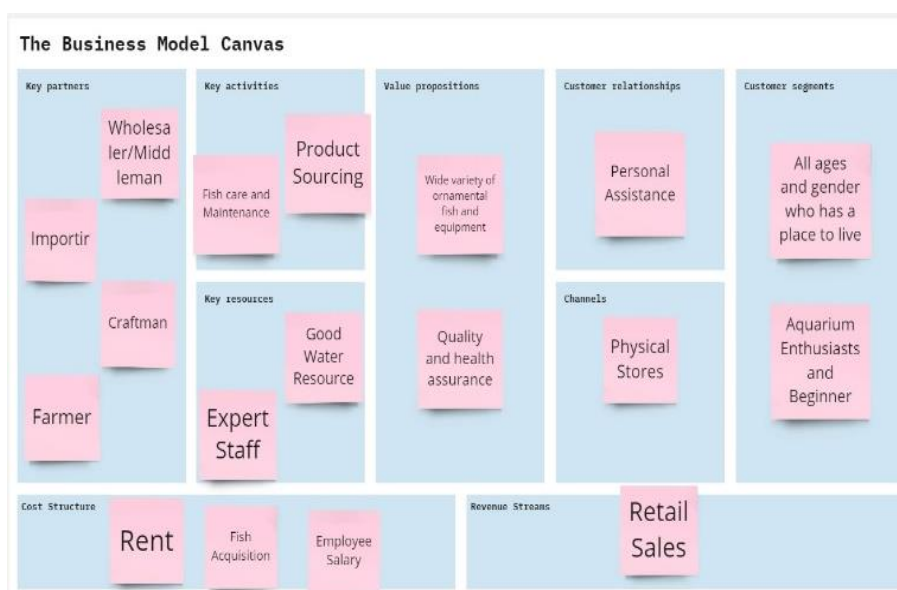 The Business Model Canvas
Key partners
Wholesa
ler/Midd
leman
Importir
Craftman
Farmer
Key activities
Product
Sourcing
Fish care and
Maintenance
Key resources
Good
Water
Resource
Expert
Staff
Value propositions
Wide variety of
ornamental
fish and
equipment
Quality
and health
assurance
Customer relationships
Personal
Assistance
Channels
Physical
Stores
Customer segments
All ages
and gender
who has a
place to live
Aquarium
Enthusiasts
and
Beginner
Cost Structure
Rent
Fish
Acquisition
Employee
Salary
Revenue Streams
Retail
Sales